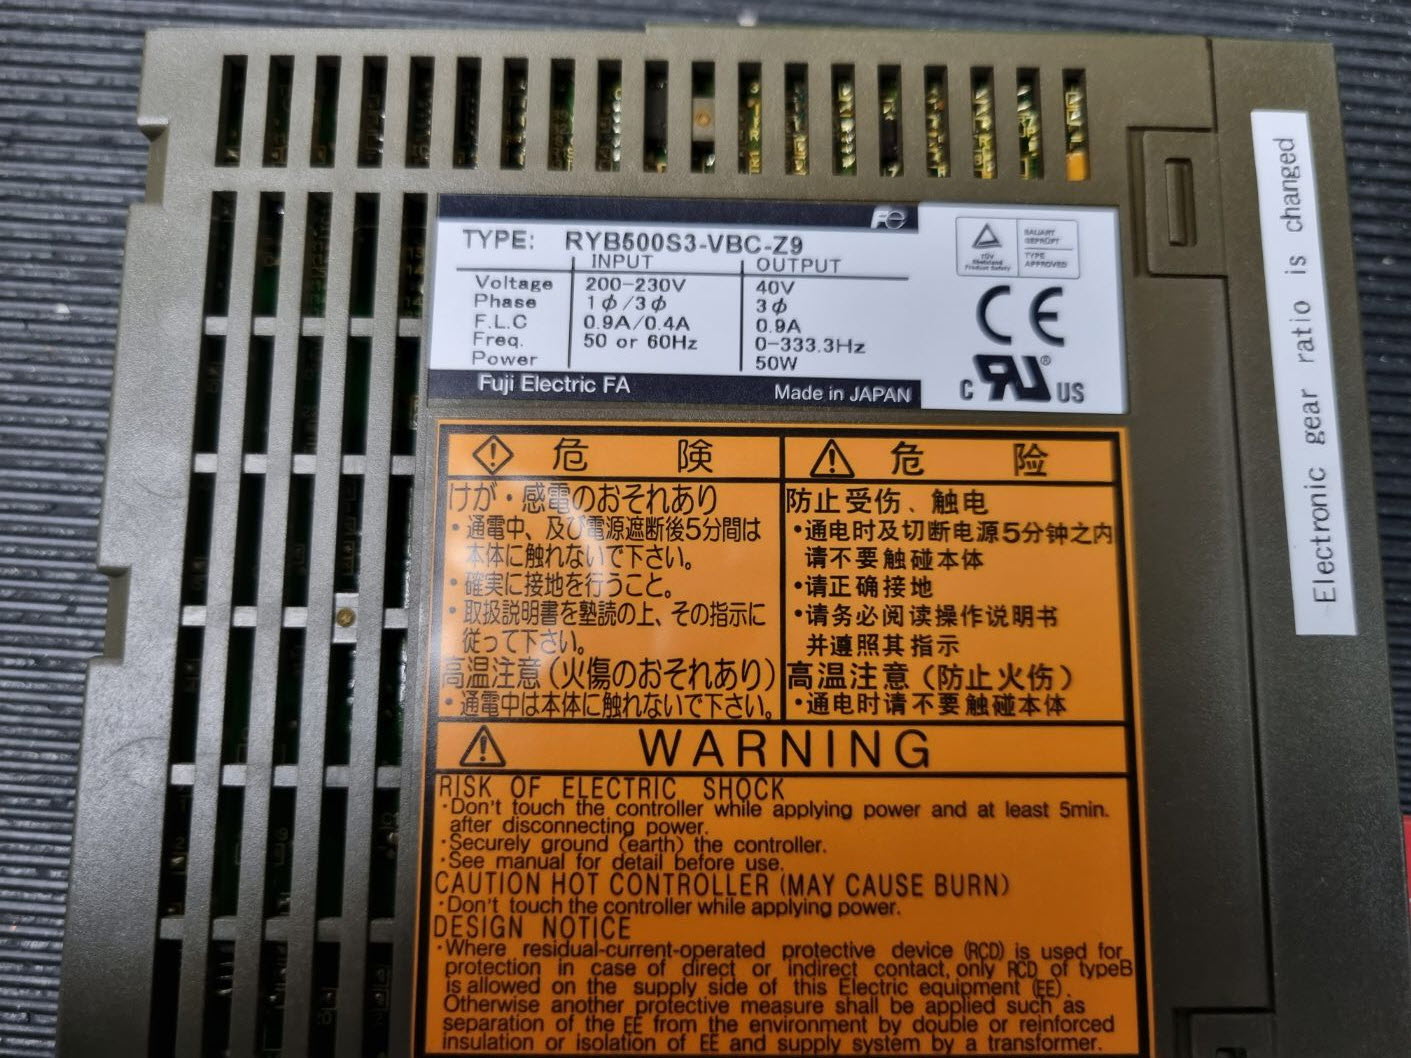 TYPE: RYB500S3-VBC-Z9
INPUT OUTPUT
Voltage 200-230V 40V
Phase 1φ/3φ 3φ
F.L.C 0.9A/0.4A 0.9A
Freq. 50 or 60Hz 0-333.3Hz
Power 50W
Fuji Electric FA Made in JAPAN
TÜV
Rheinland
Product Safety
BAUART
GEPRÜFT
TYPE
APPROVED
CE
C RU® US
Electronic gear ratio is changed
危 険
けが・感電のおそれあり
・通電中、及び電源遮断後5分間は
本体に触れないで下さい。
・確実に接地を行うこと。
・取扱説明書を塾読の上、その指示に
従って下さい。
高温注意(火傷のおそれあり)
・通電中は本体に触れないで下さい。
危 险
防止受伤、触电
・通电时及切断电源5分钟之内
请不要触碰本体
・请正确接地
・请务必阅读操作说明书
并遵照其指示
高温注意(防止火伤)
・通电时请不要触碰本体
WARNING
RISK OF ELECTRIC SHOCK
・Don't touch the controller while applying power and at least 5min.
after disconnecting power.
・Securely ground (earth) the controller.
・See manual for detail before use.
CAUTION HOT CONTROLLER (MAY CAUSE BURN)
・Don't touch the controller while applying power.
DESIGN NOTICE
・Where residual-current-operated protective device (RCD) is used for
protection in case of direct or indirect contact, only RCD of typeB
is allowed on the supply side of this Electric equipment (EE).
Otherwise another protective measure shall be applied such as
separation of the EE from the environment by double or reinforced
insulation or isolation of EE and supply system by a transformer.